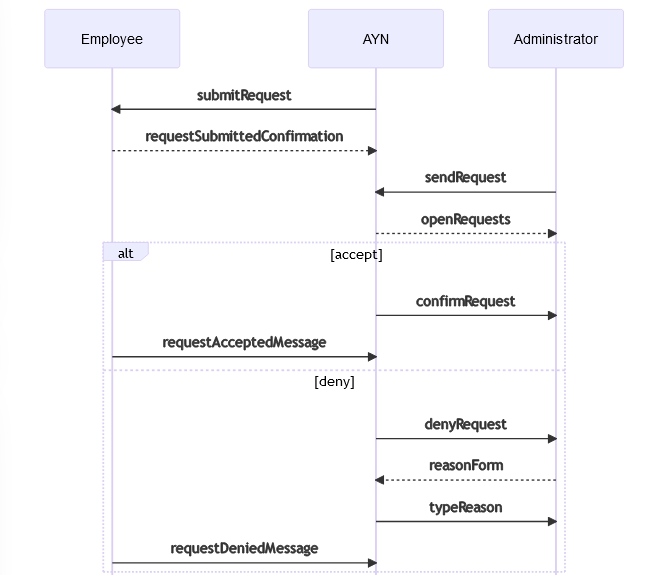 Employee
AYN
Administrator
submitRequest
requestSubmittedConfirmation
sendRequest
openRequests
alt
[accept]
confirmRequest
requestAcceptedMessage
[deny]
denyRequest
reasonForm
typeReason
requestDeniedMessage